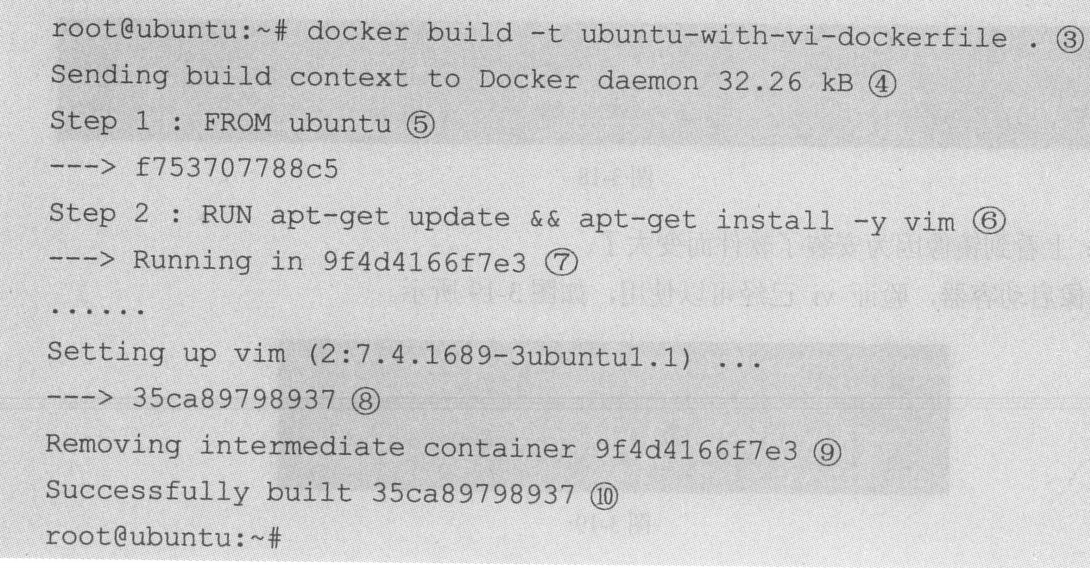 root@ubuntu:~# docker build -t ubuntu-with-vi-dockerfile . ③
Sending build context to Docker daemon 32.26 kB ④
Step 1 : FROM ubuntu ⑤
---> f753707788c5
Step 2 : RUN apt-get update && apt-get install -y vim ⑥
---> Running in 9f4d4166f7e3 ⑦
......
Setting up vim (2:7.4.1689-3ubuntu1.1) ...
---> 35ca89798937 ⑧
Removing intermediate container 9f4d4166f7e3 ⑨
Successfully built 35ca89798937 ⑩
root@ubuntu:~#